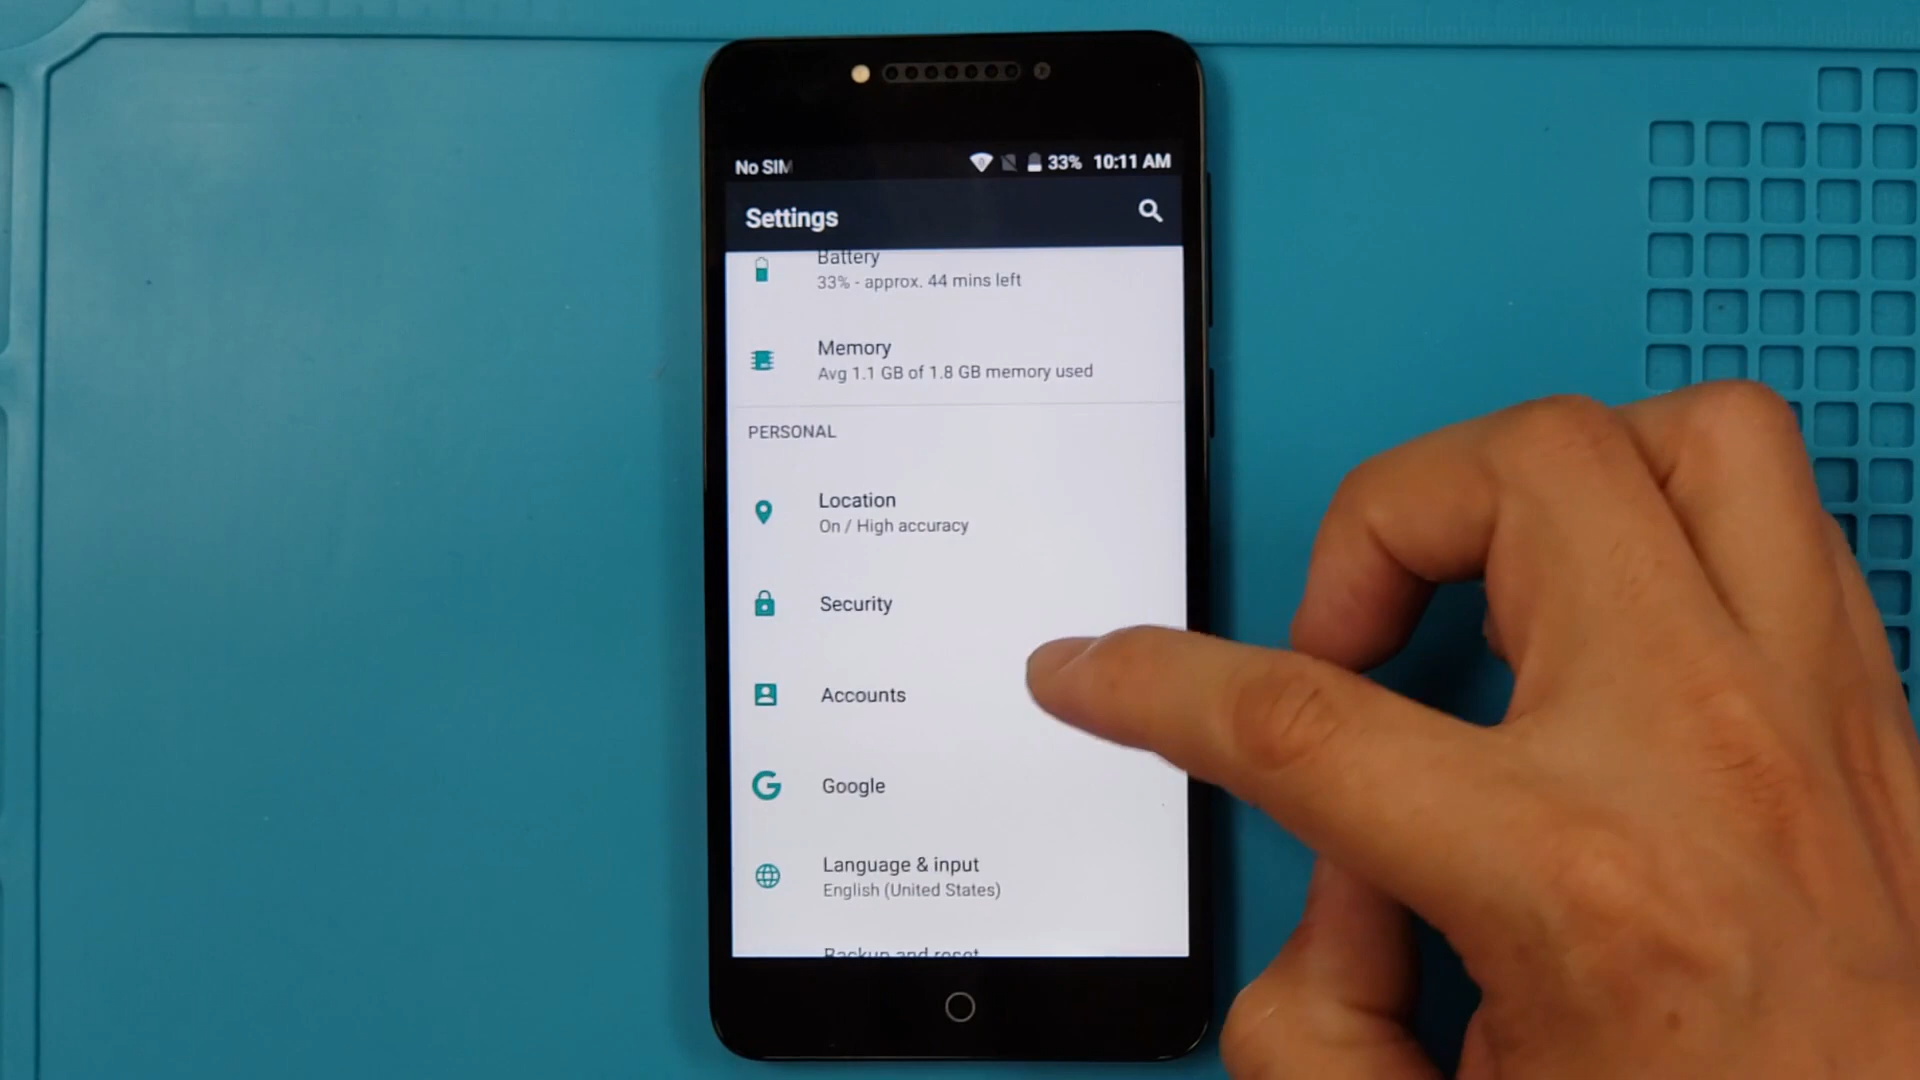 No SIM
33% 10:11 AM
Settings
Battery
33% - approx. 44 mins left
Memory
Avg 1.1 GB of 1.8 GB memory used
PERSONAL
Location
On / High accuracy
Security
Accounts
Google
Language & input
English (United States)
Backup and reset